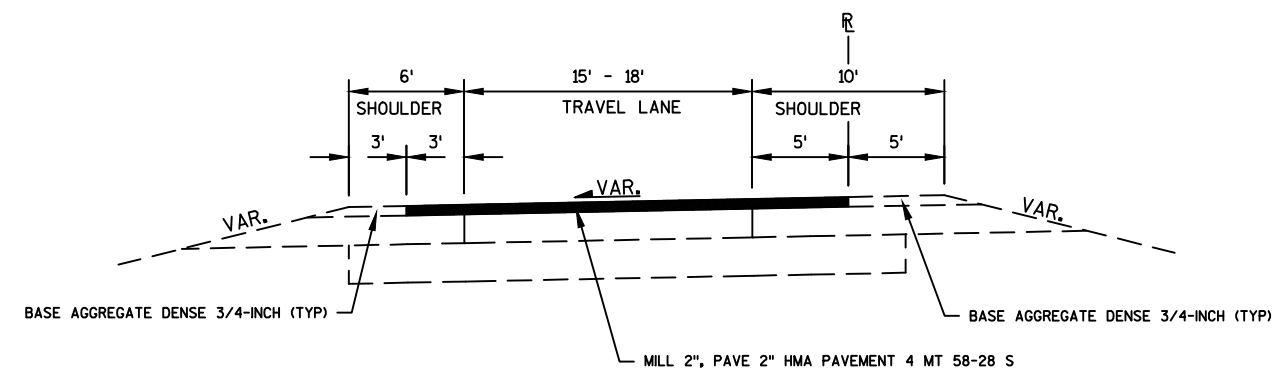 RL
6' 15' - 18' 10'
SHOULDER TRAVEL LANE SHOULDER
3' 3' 5' 5'
VAR. VAR. VAR.
BASE AGGREGATE DENSE 3/4-INCH (TYP) BASE AGGREGATE DENSE 3/4-INCH (TYP)
MILL 2", PAVE 2" HMA PAVEMENT 4 MT 58-28 S